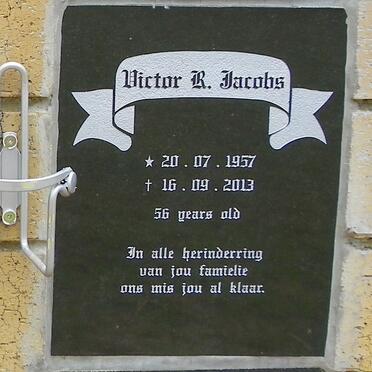 Victor R. Jacobs
★ 20 . 07 . 1957
† 16 . 09 . 2013
56 years old
In alle herinderring
van jou famielie
ons mis jou al klaar.